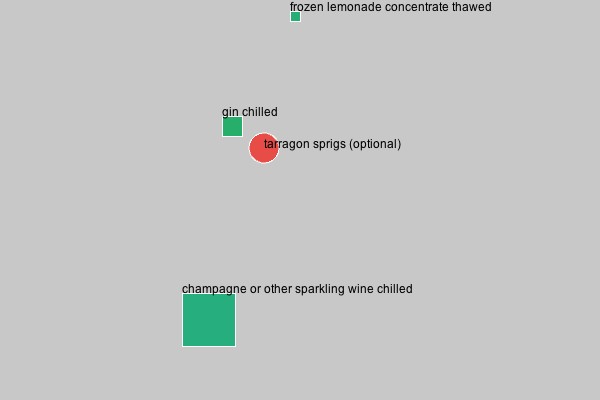 frozen lemonade concentrate thawed
gin chilled
tarragon sprigs (optional)
champagne or other sparkling wine chilled